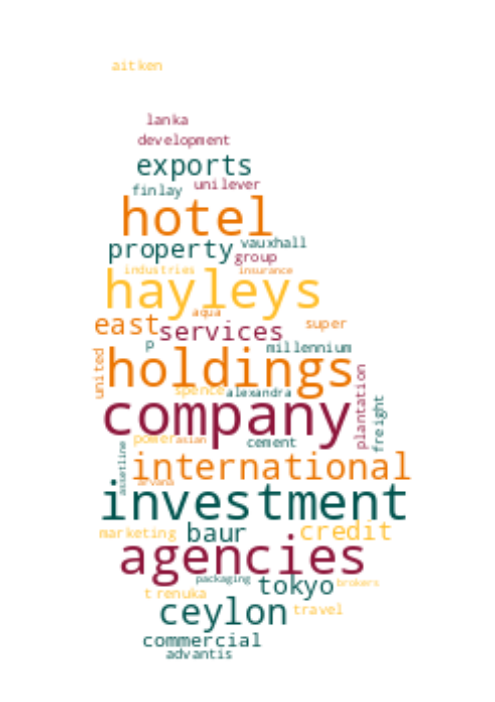 aitken
lanka
development
exports
finlay unilever
hotel
property vauxhall
group
industries insurance
hayleys
aqua
east services super
p millennium
united holdings
spence alexandra
plantation
company
freight
power asian cement
assetline
international
arvana
investment
marketing baur credit
agencies
packaging tokyo brokers
t renuka
ceylon travel
commercial
advantis